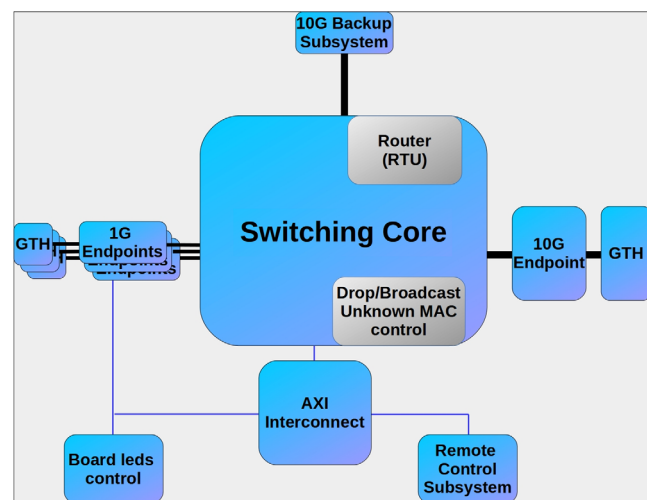 10G Backup
Subsystem
Router
(RTU)
Switching Core
GTH
1G
Endpoints
Endpoints
10G
Endpoint
GTH
Drop/Broadcast
Unknown MAC
control
AXI
Interconnect
Board leds
control
Remote
Control
Subsystem